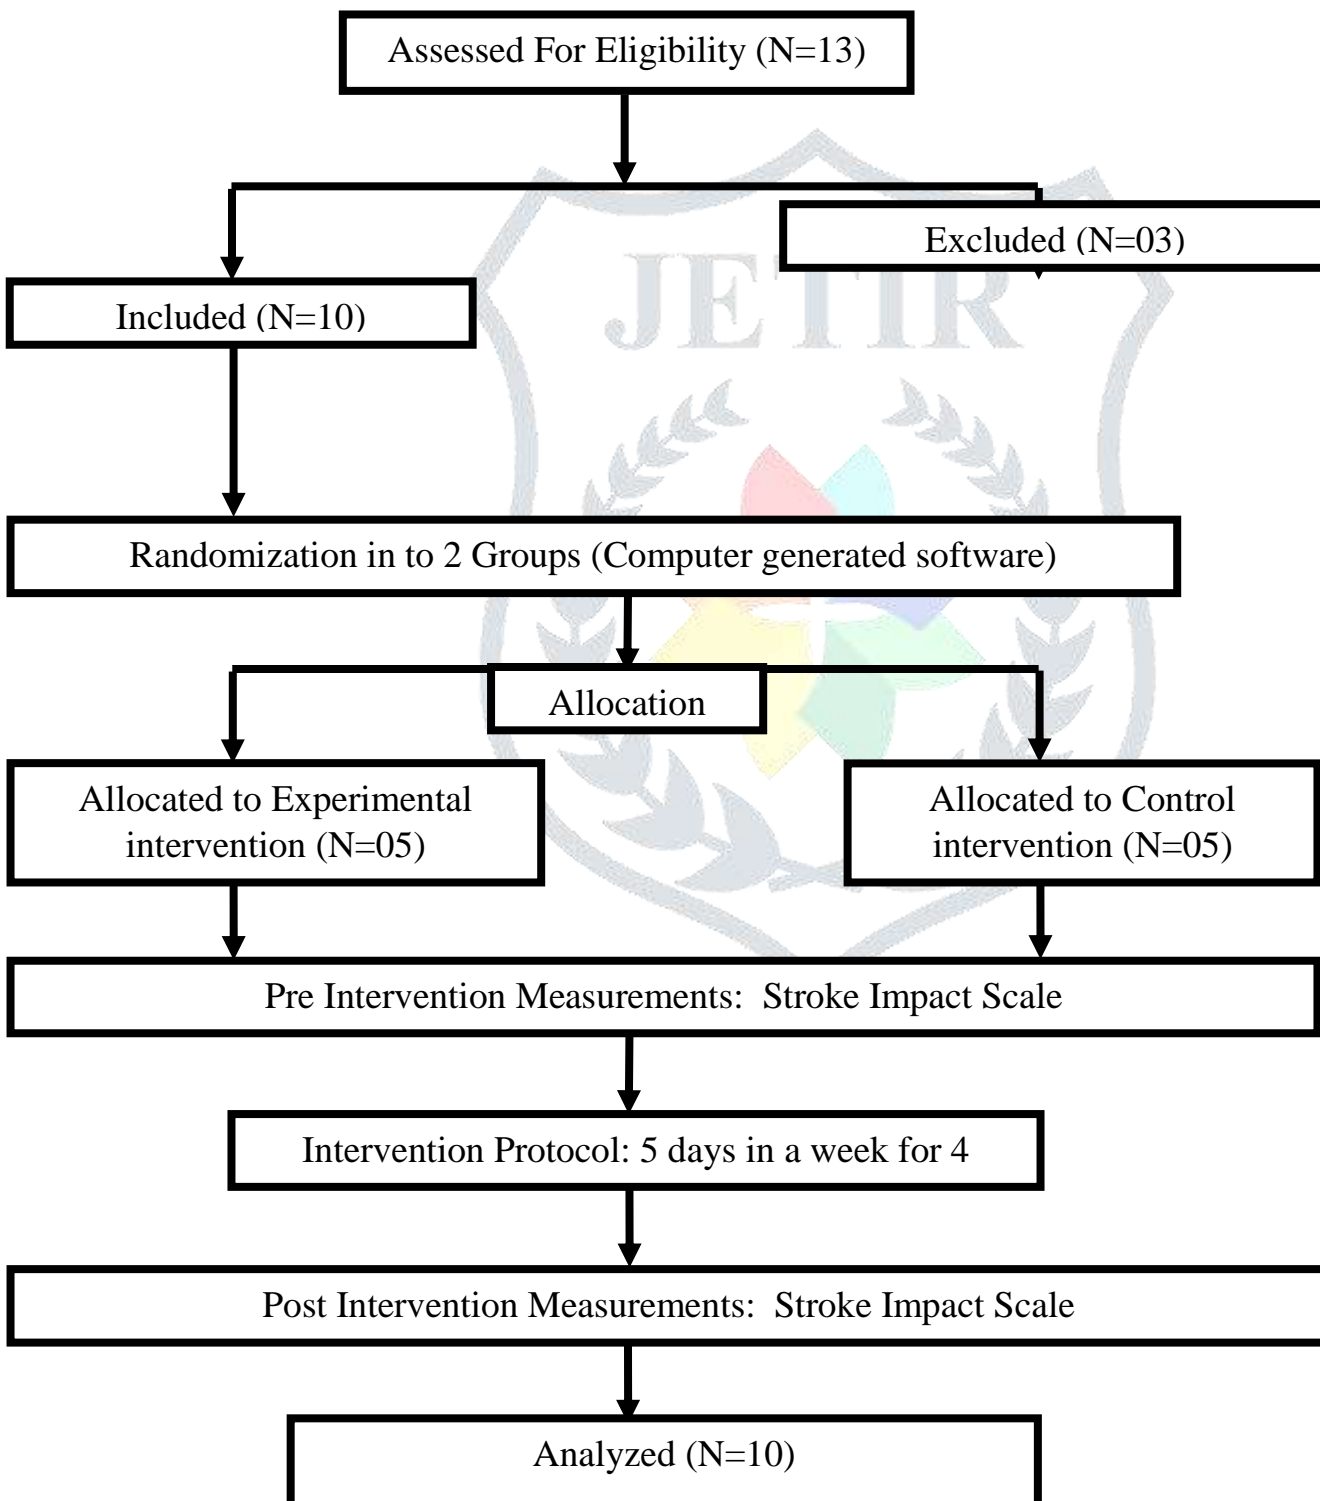 Assessed For Eligibility (N=13)
Excluded (N=03)
JETIR
Included (N=10)
Randomization in to 2 Groups (Computer generated software)
Allocation
Allocated to Experimental
intervention (N=05)
Allocated to Control
intervention (N=05)
Pre Intervention Measurements: Stroke Impact Scale
Intervention Protocol: 5 days in a week for 4
Post Intervention Measurements: Stroke Impact Scale
Analyzed (N=10)